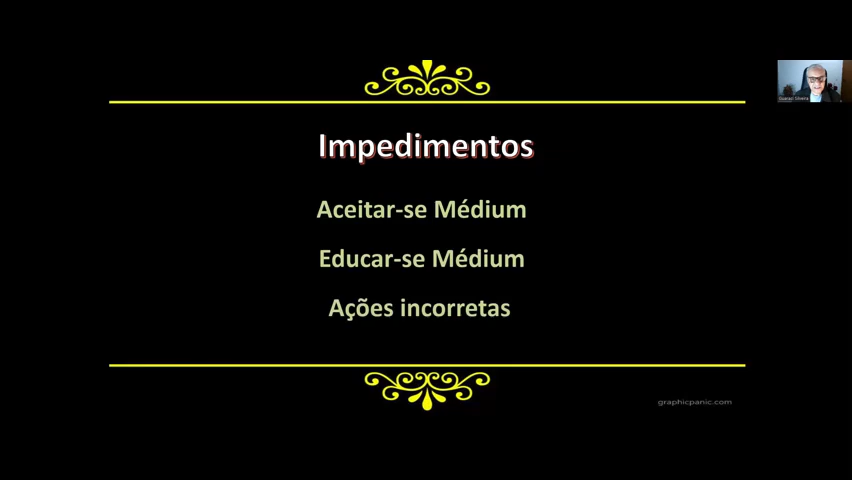 Impedimentos
Aceitar-se Médium
Educar-se Médium
Ações incorretas
graphicpanic.com